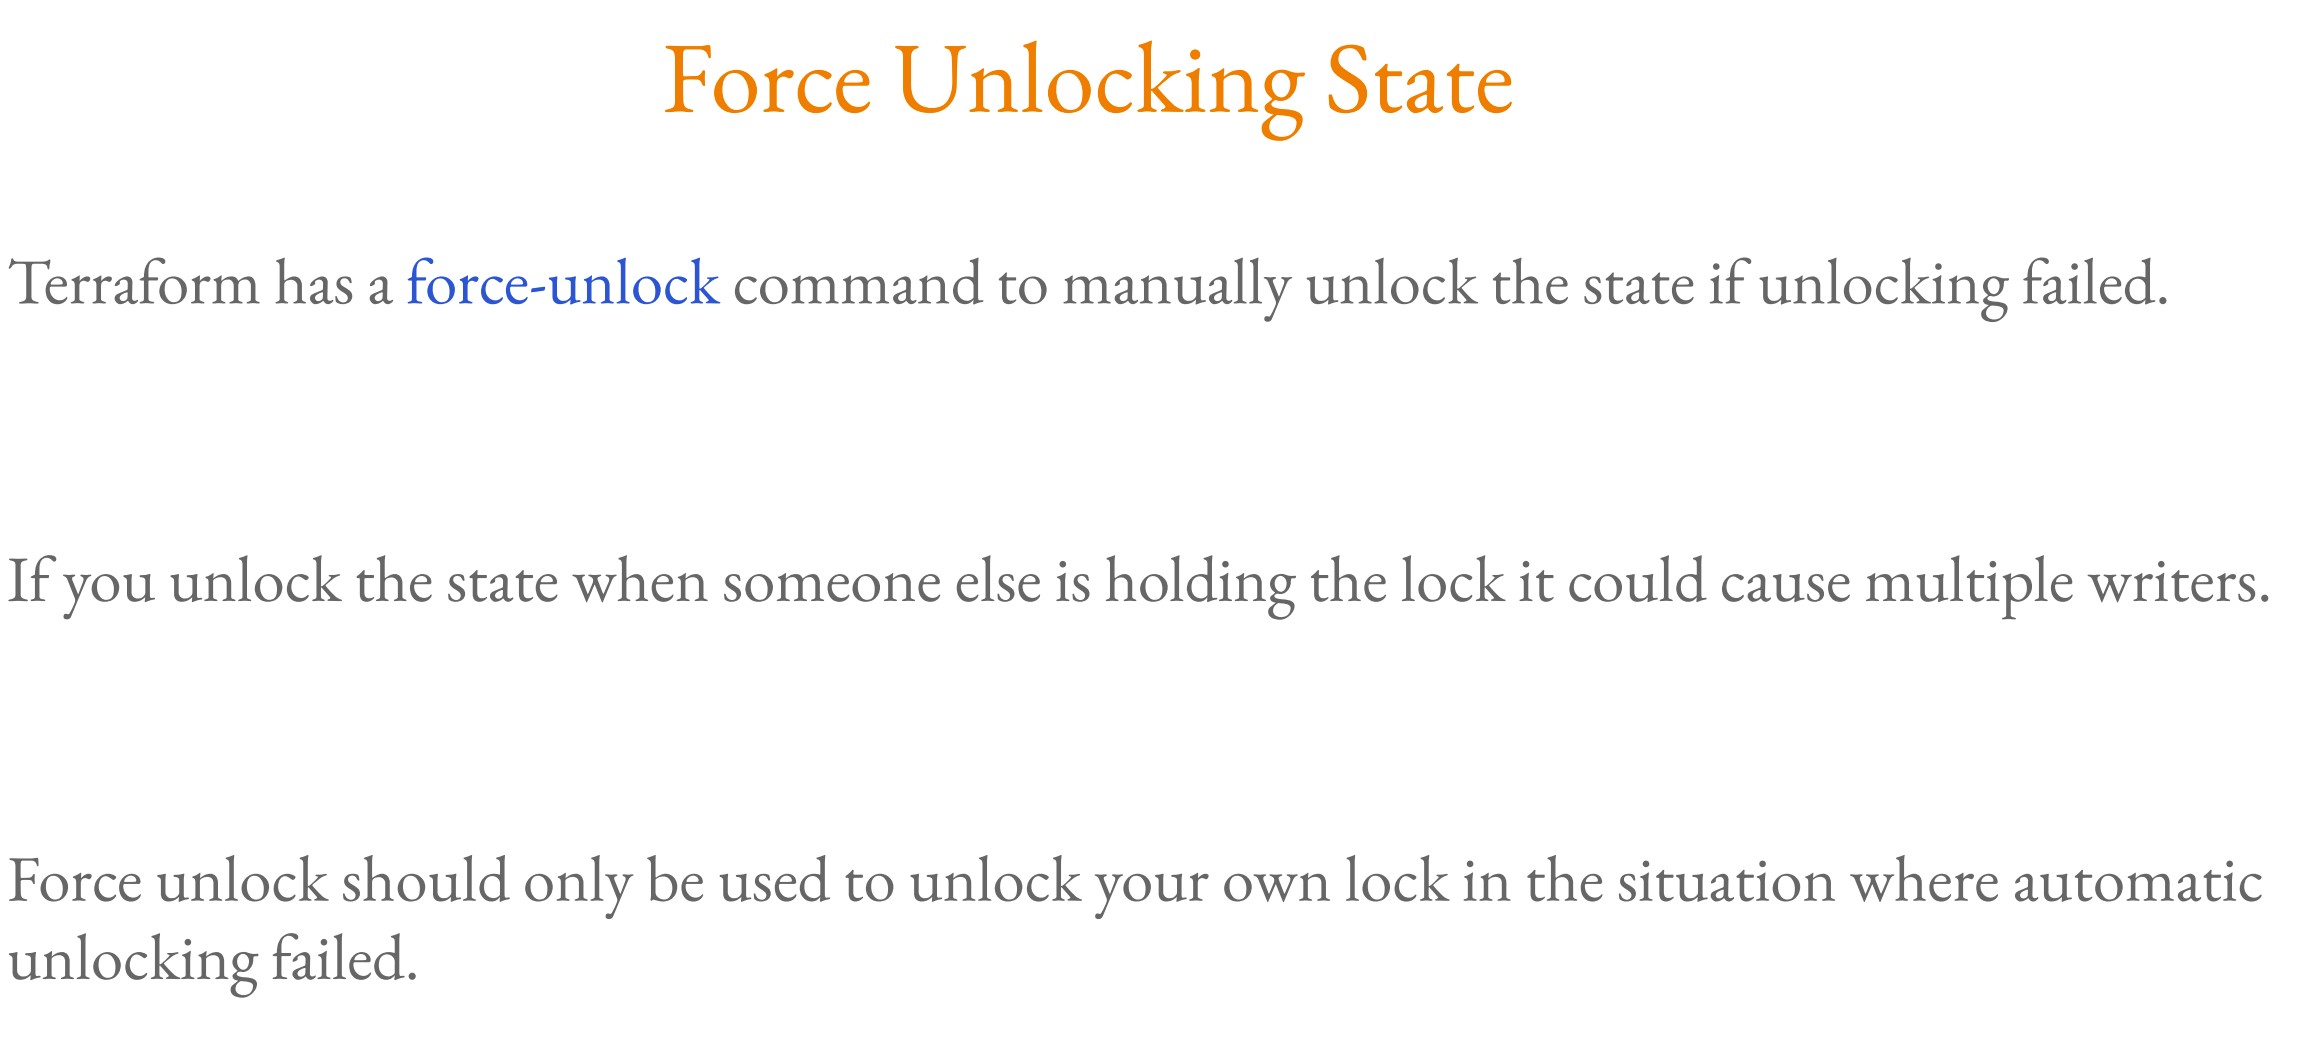 Force Unlocking State
Terraform has a force-unlock command to manually unlock the state if unlocking failed.
If you unlock the state when someone else is holding the lock it could cause multiple writers.
Force unlock should only be used to unlock your own lock in the situation where automatic
unlocking failed.